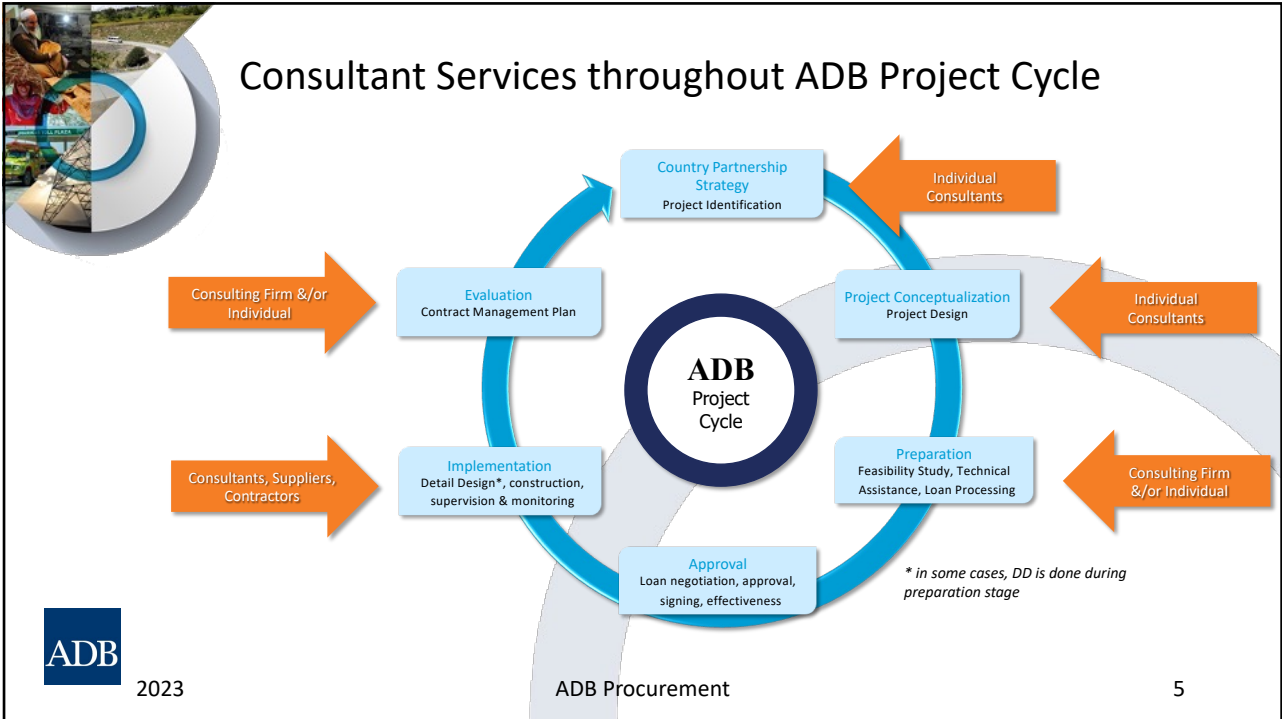 Consultant Services throughout ADB Project Cycle
Country Partnership
Strategy
Project Identification
Individual
Consultants
Project Conceptualization
Project Design
Individual
Consultants
Preparation
Feasibility Study, Technical
Assistance, Loan Processing
Consulting Firm
&/or Individual
* in some cases, DD is done during
preparation stage
Approval
Loan negotiation, approval,
signing, effectiveness
Implementation
Detail Design*, construction,
supervision & monitoring
Consultants, Suppliers,
Contractors
Evaluation
Contract Management Plan
Consulting Firm &/or
Individual
ADB
Project
Cycle
ADB
2023
ADB Procurement
5